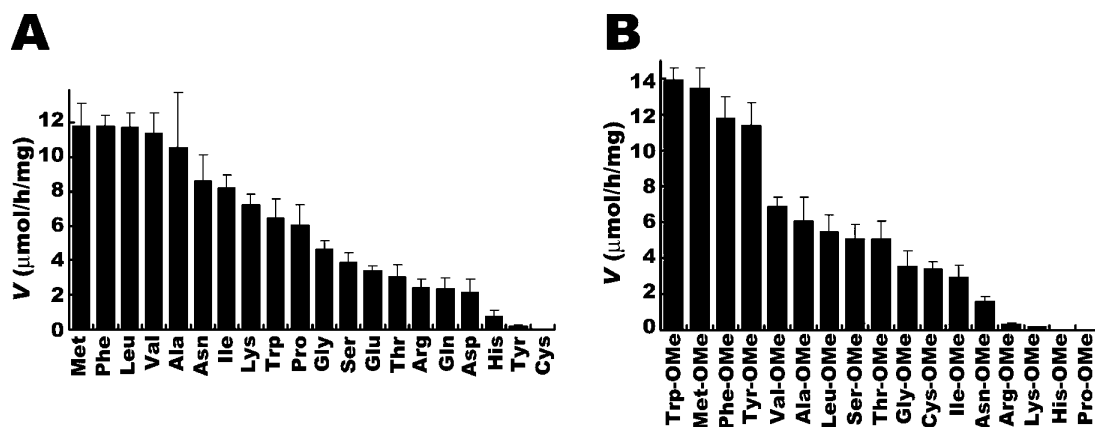 A
V (μmol/h/mg)
12
10
8
6
4
2
0
Met Phe Leu Val Ala Asn Ile Lys Trp Pro Gly Ser Glu Thr Arg Gln Asp His Tyr Cys
B
V (μmol/h/mg)
14
12
10
8
6
4
2
0
Trp-OMe Met-OMe Phe-OMe Tyr-OMe Val-OMe Ala-OMe Leu-OMe Ser-OMe Thr-OMe Gly-OMe Cys-OMe Ile-OMe Asn-OMe Arg-OMe Lys-OMe His-OMe Pro-OMe